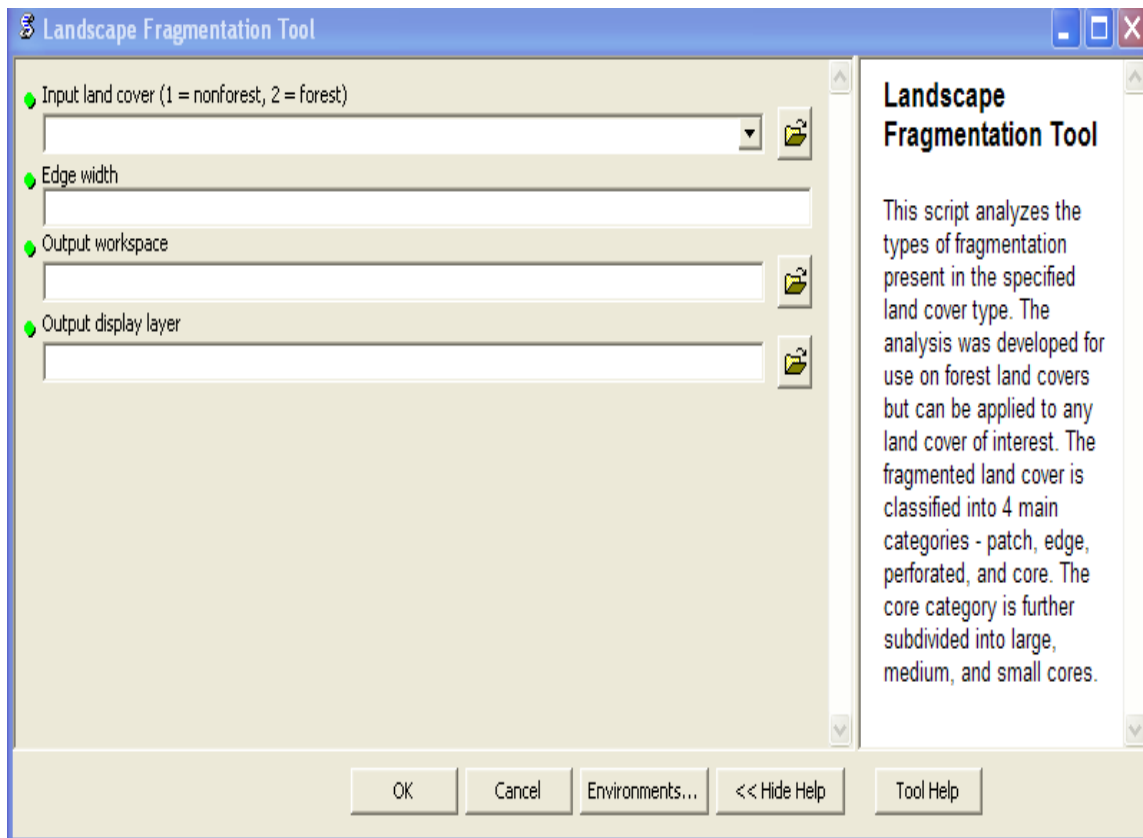 Landscape Fragmentation Tool
Input land cover (1 = nonforest, 2 = forest)
Edge width
Output workspace
Output display layer
Landscape
Fragmentation Tool
This script analyzes the
types of fragmentation
present in the specified
land cover type. The
analysis was developed for
use on forest land covers
but can be applied to any
land cover of interest. The
fragmented land cover is
classified into 4 main
categories - patch, edge,
perforated, and core. The
core category is further
subdivided into large,
medium, and small cores.
OK Cancel Environments... << Hide Help Tool Help